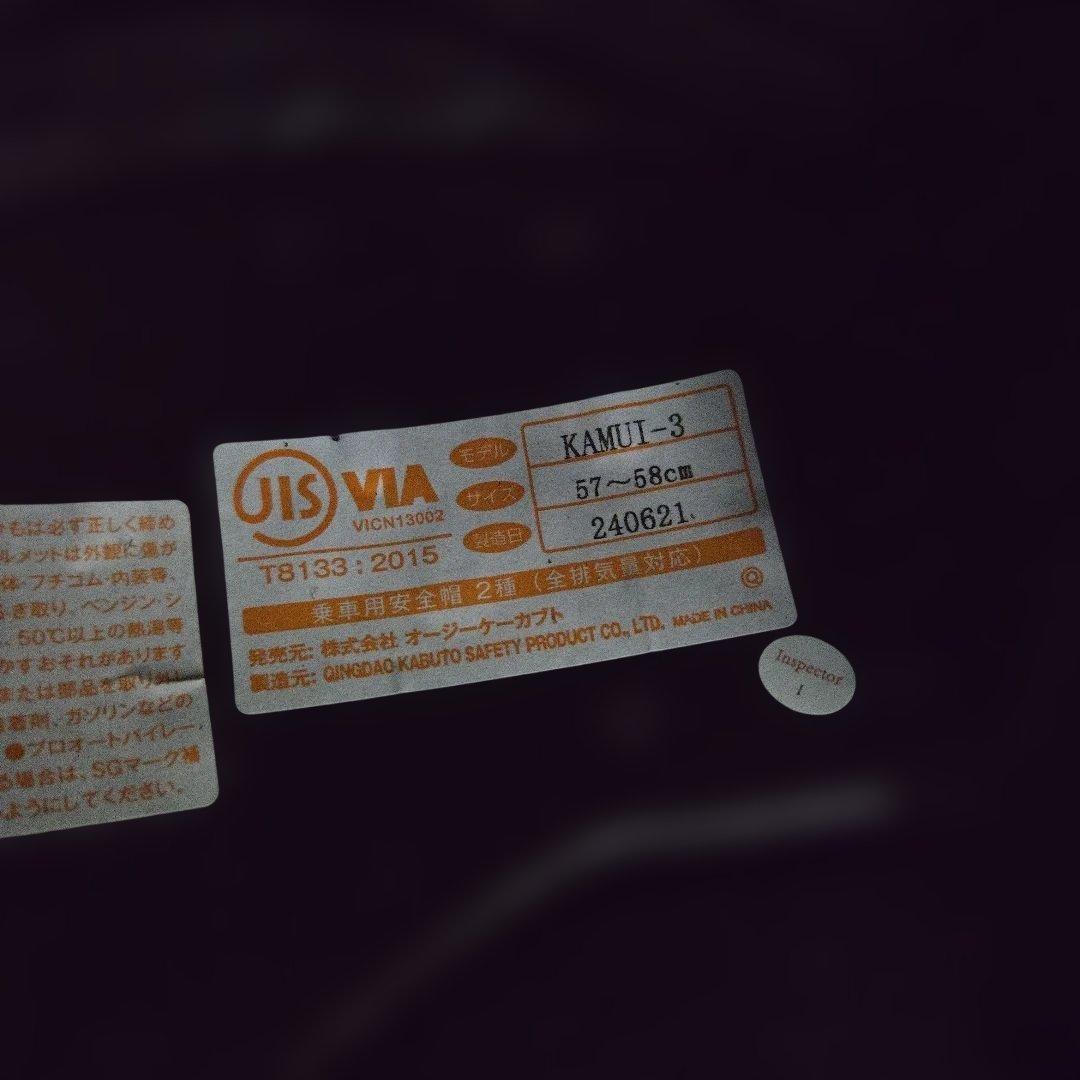 けもは必ず正しく締め
ルメットは外観に傷が
体・フチゴム・内装等、
ふき取り、ベンジン・シ
、50℃以上の熱湯等
かすおそれがあります
または部品を取り外し
接着剤、ガソリンなどの
●プロオートバイレー
る場合は、SGマーク補
ようにしてください。
JIS VIA
VICN13002
T8133:2015
モデル KAMUI-3
サイズ 57～58cm
製造日 240621
乗車用安全帽 2種（全排気量対応）
発売元: 株式会社 オージーケーカブト
製造元: QINGDAO KABUTO SAFETY PRODUCT CO., LTD. MADE IN CHINA
Inspector
1